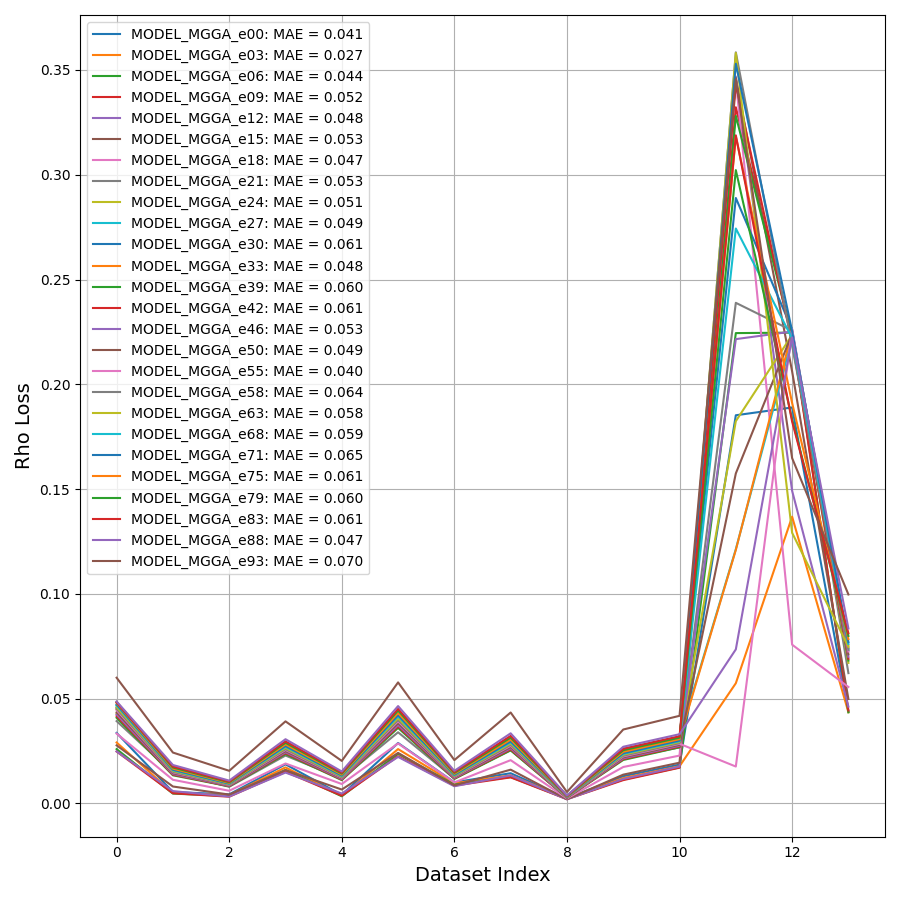 MODEL_MGGA_e00: MAE = 0.041
MODEL_MGGA_e03: MAE = 0.027
MODEL_MGGA_e06: MAE = 0.044
MODEL_MGGA_e09: MAE = 0.052
MODEL_MGGA_e12: MAE = 0.048
MODEL_MGGA_e15: MAE = 0.053
MODEL_MGGA_e18: MAE = 0.047
MODEL_MGGA_e21: MAE = 0.053
MODEL_MGGA_e24: MAE = 0.051
MODEL_MGGA_e27: MAE = 0.049
MODEL_MGGA_e30: MAE = 0.061
MODEL_MGGA_e33: MAE = 0.048
MODEL_MGGA_e39: MAE = 0.060
MODEL_MGGA_e42: MAE = 0.061
MODEL_MGGA_e46: MAE = 0.053
MODEL_MGGA_e50: MAE = 0.049
MODEL_MGGA_e55: MAE = 0.040
MODEL_MGGA_e58: MAE = 0.064
MODEL_MGGA_e63: MAE = 0.058
MODEL_MGGA_e68: MAE = 0.059
MODEL_MGGA_e71: MAE = 0.065
MODEL_MGGA_e75: MAE = 0.061
MODEL_MGGA_e79: MAE = 0.060
MODEL_MGGA_e83: MAE = 0.061
MODEL_MGGA_e88: MAE = 0.047
MODEL_MGGA_e93: MAE = 0.070
0.35
0.30
0.25
0.20
0.15
0.10
0.05
0.00
Rho Loss
0 2 4 6 8 10 12
Dataset Index